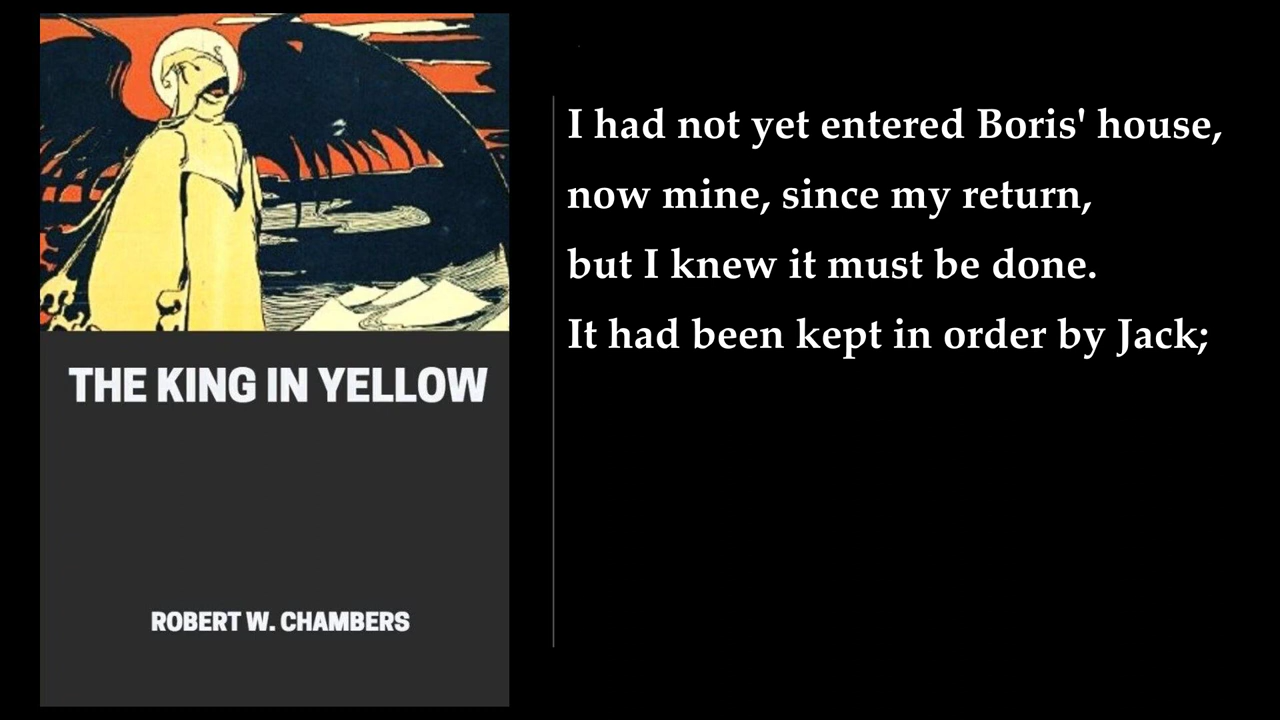 THE KING IN YELLOW
ROBERT W. CHAMBERS
I had not yet entered Boris' house,
now mine, since my return,
but I knew it must be done.
It had been kept in order by Jack;